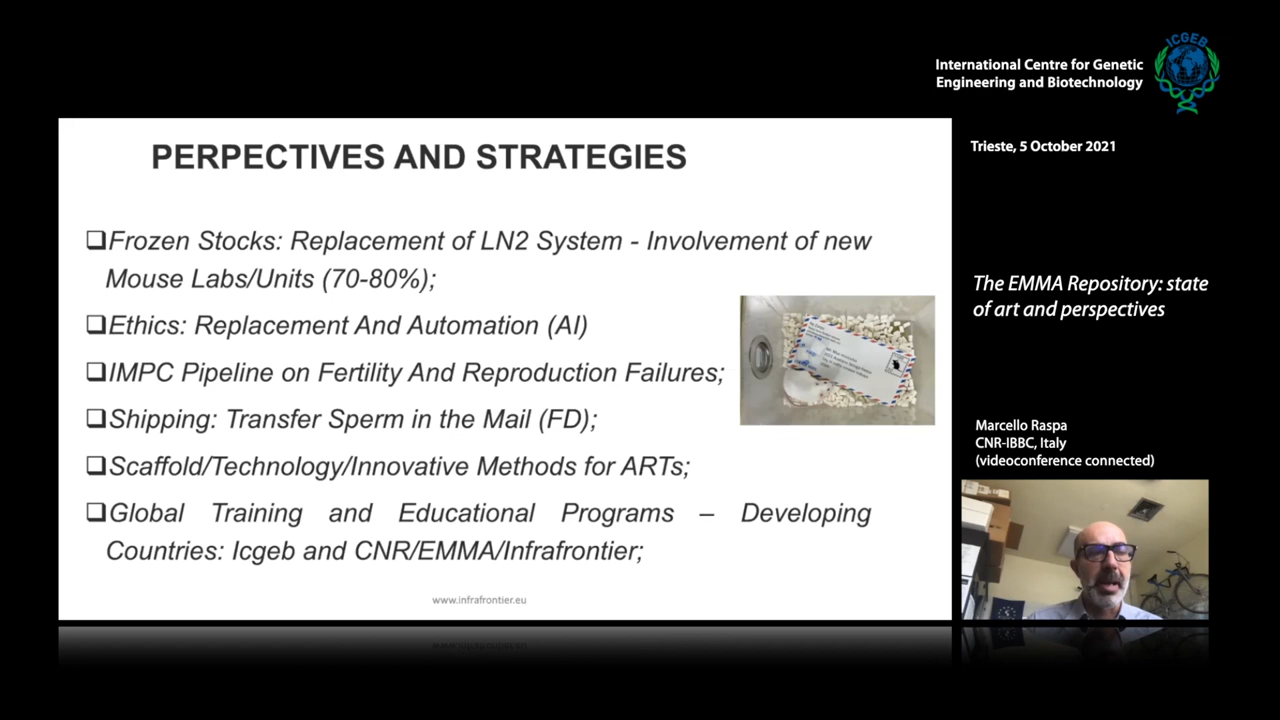 ICGEB
International Centre for Genetic
Engineering and Biotechnology
Trieste, 5 October 2021
PERPECTIVES AND STRATEGIES
❑Frozen Stocks: Replacement of LN2 System - Involvement of new
Mouse Labs/Units (70-80%);
❑Ethics: Replacement And Automation (AI)
❑IMPC Pipeline on Fertility And Reproduction Failures;
❑Shipping: Transfer Sperm in the Mail (FD);
❑Scaffold/Technology/Innovative Methods for ARTs;
❑Global Training and Educational Programs – Developing
Countries: Icgeb and CNR/EMMA/Infrafrontier;
www.infrafrontier.eu
The EMMA Repository: state
of art and perspectives
Marcello Raspa
CNR-IBBC, Italy
(videoconference connected)